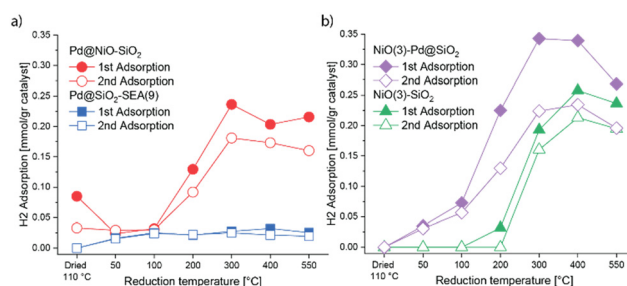 a)
H2 Adsorption [mmol/gr catalyst]
0.35
0.30
0.25
0.20
0.15
0.10
0.05
0.00
Pd@NiO-SiO2
1st Adsorption
2nd Adsorption
Pd@SiO2-SEA(9)
1st Adsorption
2nd Adsorption
Dried 50 100 200 300 400 550
110 °C
Reduction temperature [°C]
b)
H2 Adsorption [mmol/gr catalyst]
0.35
0.30
0.25
0.20
0.15
0.10
0.05
0.00
NiO(3)-Pd@SiO2
1st Adsorption
2nd Adsorption
NiO(3)-SiO2
1st Adsorption
2nd Adsorption
Dried 50 100 200 300 400 550
110 °C
Reduction temperature [°C]